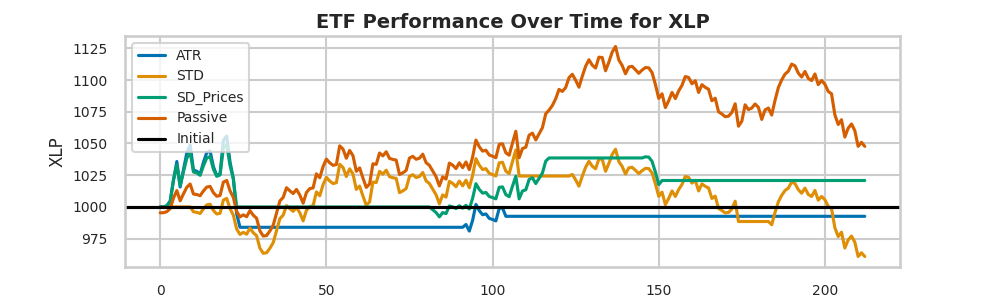 ETF Performance Over Time for XLP
XLP
1125
1100
1075
1050
1025
1000
975
ATR
STD
SD_Prices
Passive
Initial
0
50
100
150
200